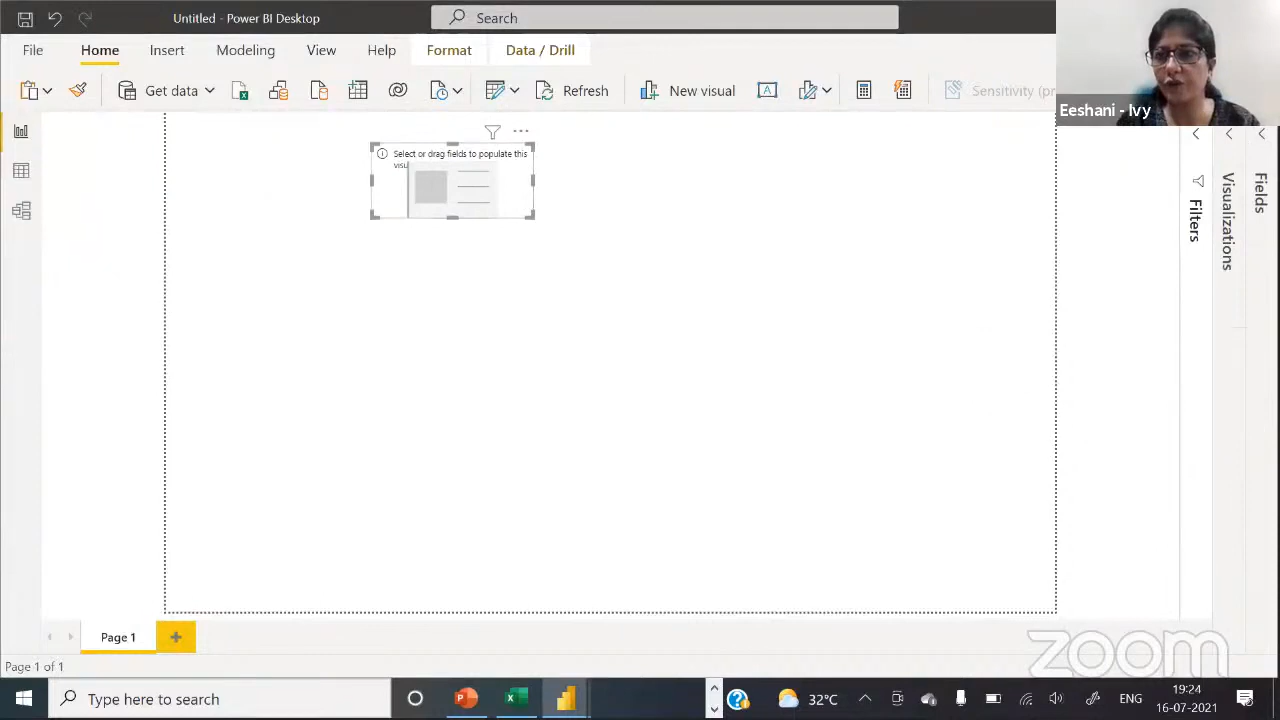 Untitled - Power BI Desktop
Search
File Home Insert Modeling View Help Format Data / Drill
Get data Refresh New visual Sensitivity (pr
Eeshani - Ivy
Select or drag fields to populate this
visu
Filters
Visualizations
Fields
Page 1
Page 1 of 1
zoom
Type here to search
32°C
ENG
19:24
16-07-2021